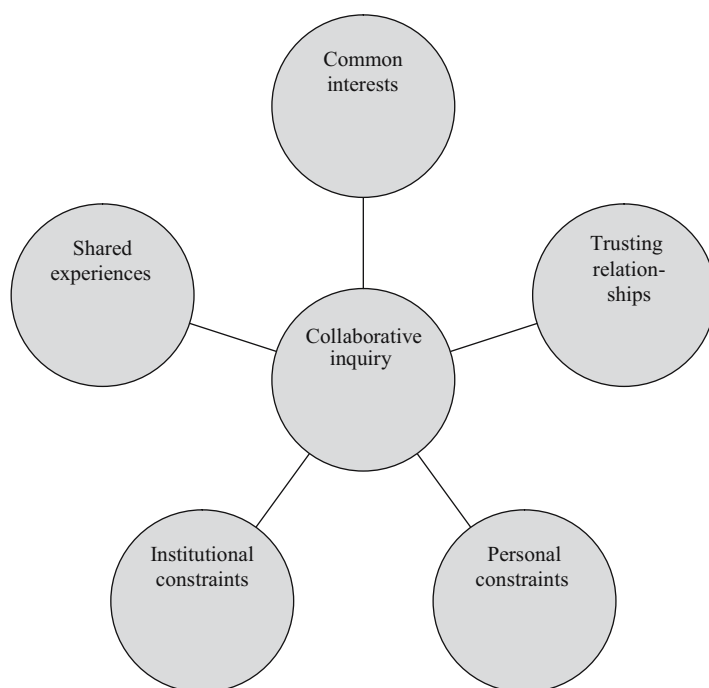 Common
interests
Shared
experiences
Trusting
relation-
ships
Collaborative
inquiry
Institutional
constraints
Personal
constraints